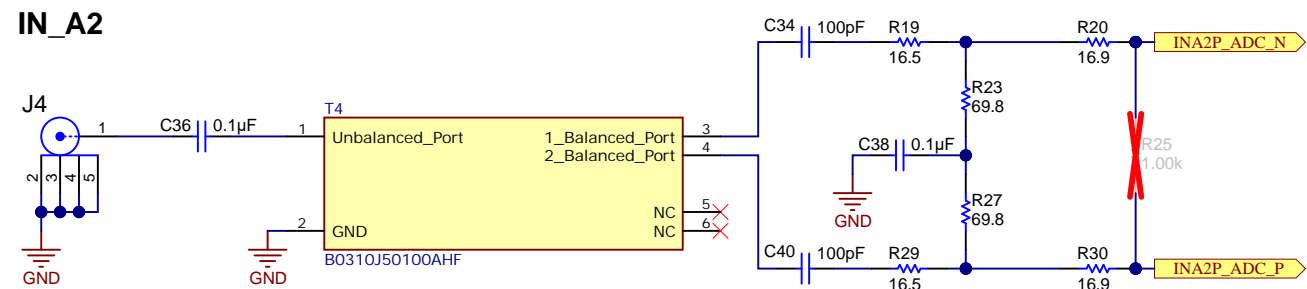 IN_A2
J4
1
2
3
4
5
GND
C36
0.1µF
T4
1
Unbalanced_Port
2
GND
GND
1_Balanced_Port
3
2_Balanced_Port
4
NC
5
NC
6
B0310J50100AHF
C34
100pF
R19
16.5
R20
16.9
INA2P_ADC_N
R23
69.8
C38
0.1µF
GND
R25
1.00k
R27
69.8
C40
100pF
R29
16.5
R30
16.9
INA2P_ADC_P